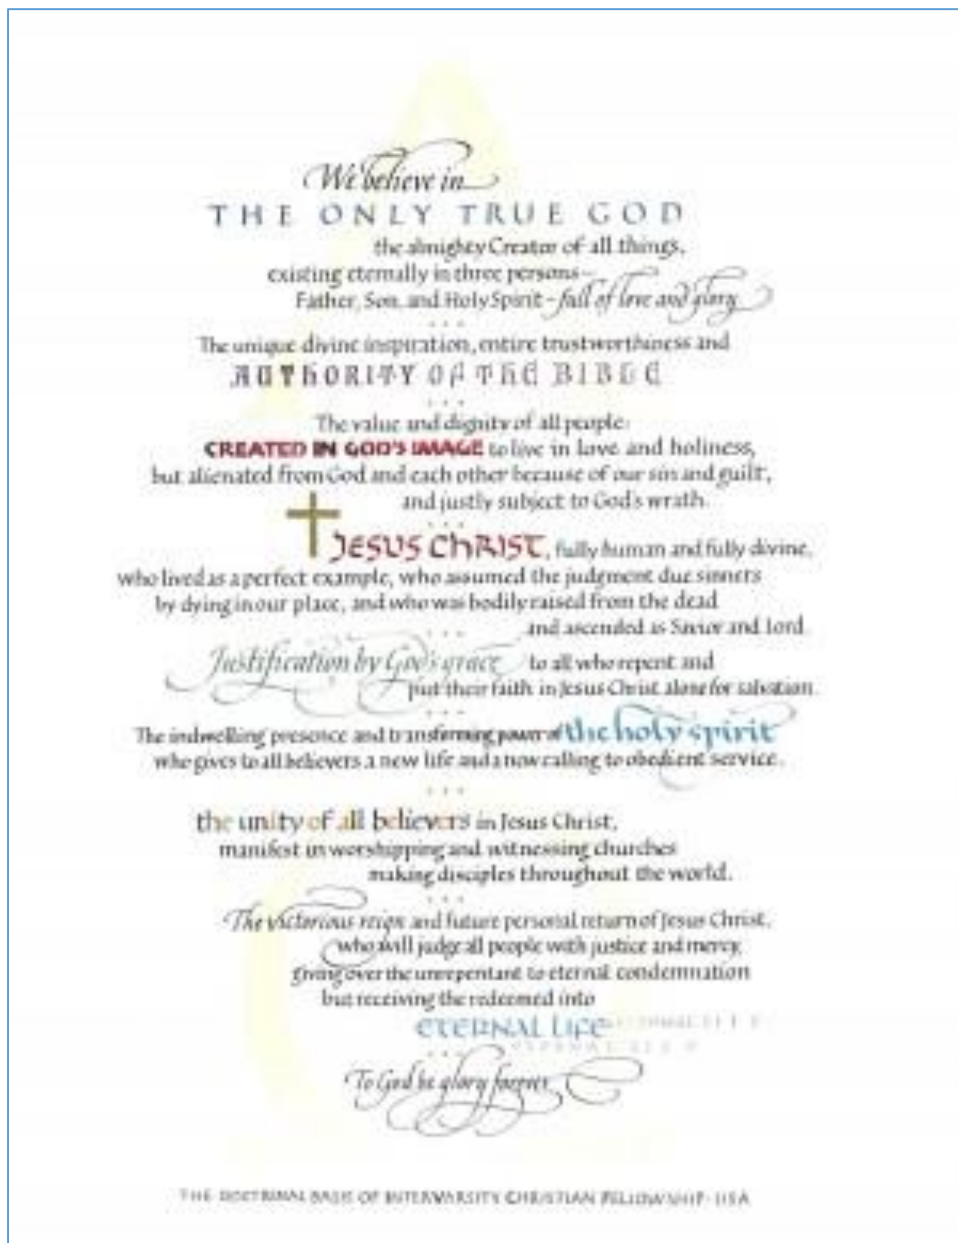 We believe in
THE ONLY TRUE GOD
the almighty Creator of all things,
existing eternally in three persons–
Father, Son, and Holy Spirit – full of love and glory
The unique divine inspiration, entire trustworthiness and
AUTHORITY OF THE BIBLE
The value and dignity of all people:
CREATED IN GOD'S IMAGE to live in love and holiness,
but alienated from God and each other because of our sin and guilt,
and justly subject to God's wrath.
JESUS CHRIST, fully human and fully divine,
who lived as a perfect example, who assumed the judgment due sinners
by dying in our place, and who was bodily raised from the dead
and ascended as Savior and Lord.
Justification by God's grace to all who repent and
put their faith in Jesus Christ alone for salvation.
The indwelling presence and transforming power of the holy spirit
who gives to all believers a new life and a new calling to obedient service.
the unity of all believers in Jesus Christ,
manifest in worshipping and witnessing churches
making disciples throughout the world.
The victorious reign and future personal return of Jesus Christ,
who will judge all people with justice and mercy,
giving over the unrepentant to eternal condemnation
but receiving the redeemed into
ETERNAL LIFE
To God be glory forever
THE DOCTRINAL BASIS OF INTERVARSITY CHRISTIAN FELLOWSHIP - USA